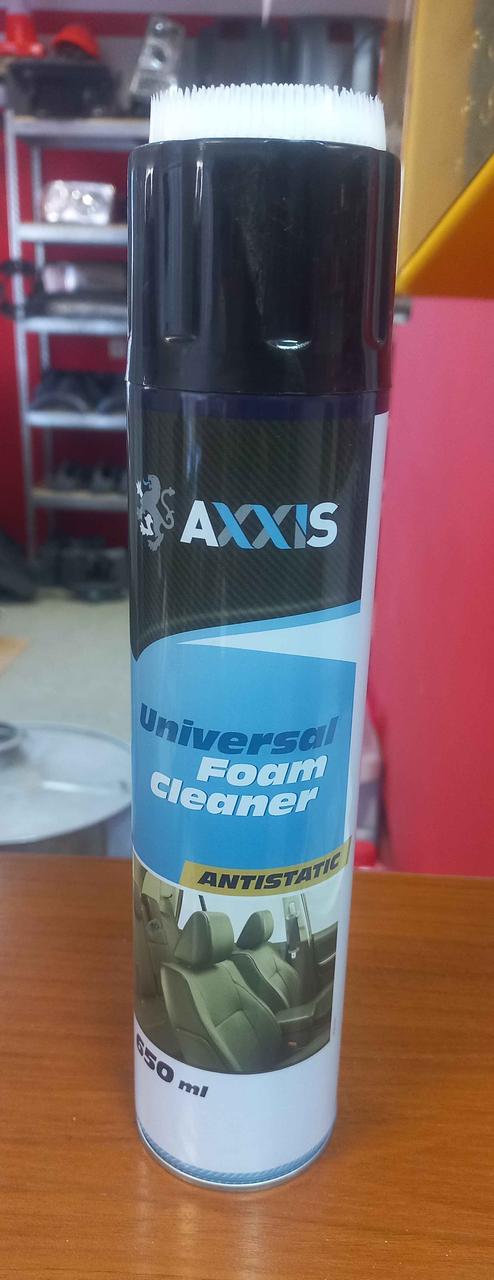 AXXIS
Universal
Foam
Cleaner
ANTISTATIC
650 ml